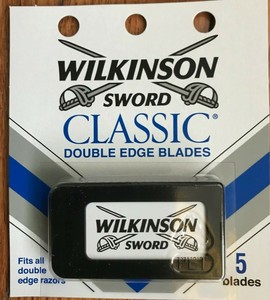 WILKINSON
SWORD
CLASSIC®
DOUBLE EDGE BLADES
WILKINSON
SWORD
Fits all
double
edge razors
5
blades